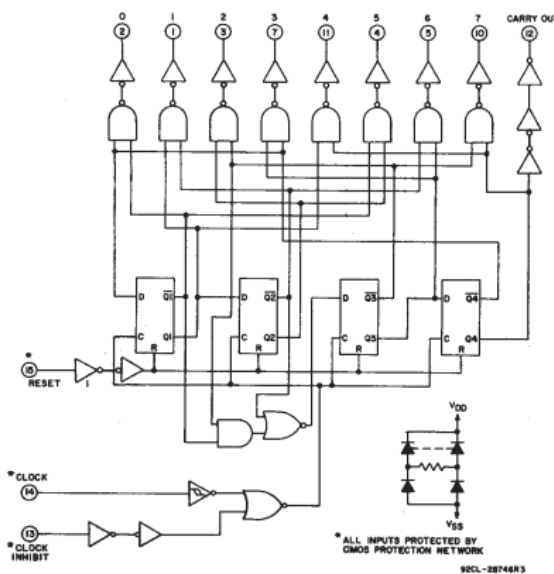 0 1 2 3 4 5 6 7 CARRY OU
2 1 3 7 11 4 5 10 12
D Q1 D Q2 D Q3 D Q4
C Q1 C Q2 C Q3 C Q4
R R R R
*
15
RESET
1
*CLOCK
14
13
*CLOCK
INHIBIT
VDD
VSS
* ALL INPUTS PROTECTED BY
CMOS PROTECTION NETWORK
92CL-28746R3